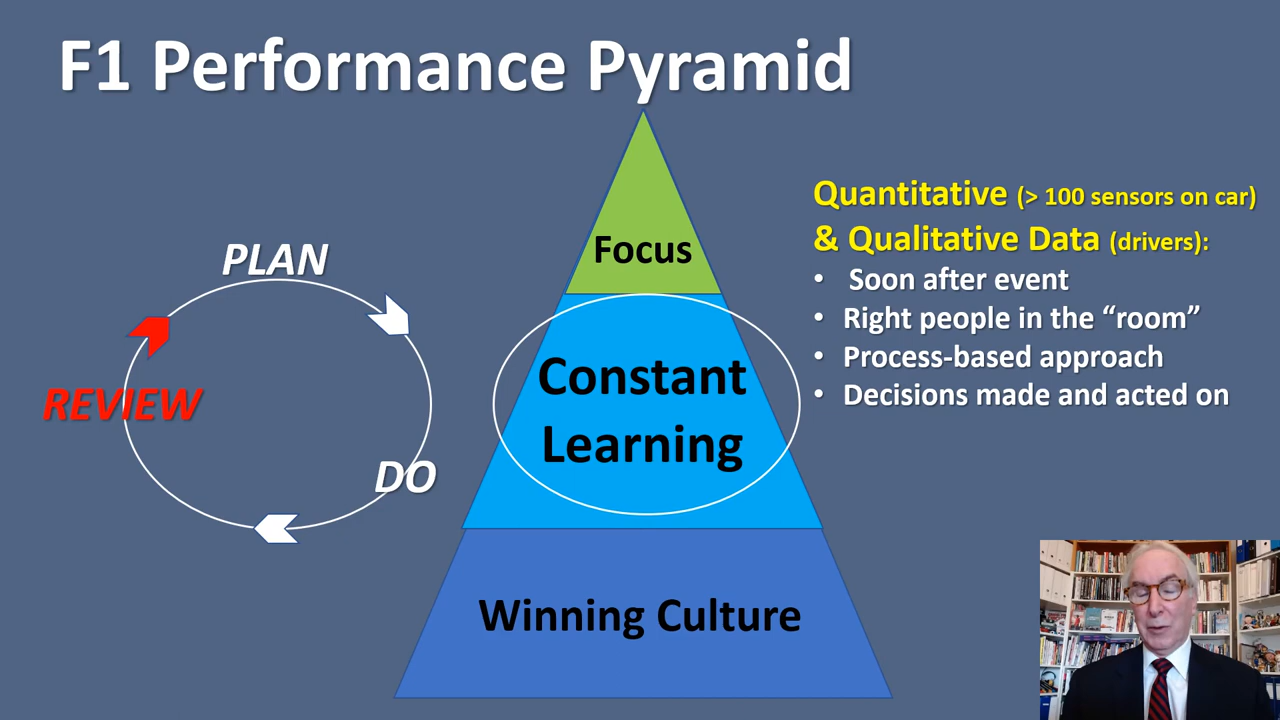 F1 Performance Pyramid
PLAN
REVIEW
DO
Focus
Constant
Learning
Winning Culture
Quantitative (> 100 sensors on car)
& Qualitative Data (drivers):
• Soon after event
• Right people in the “room”
• Process-based approach
• Decisions made and acted on